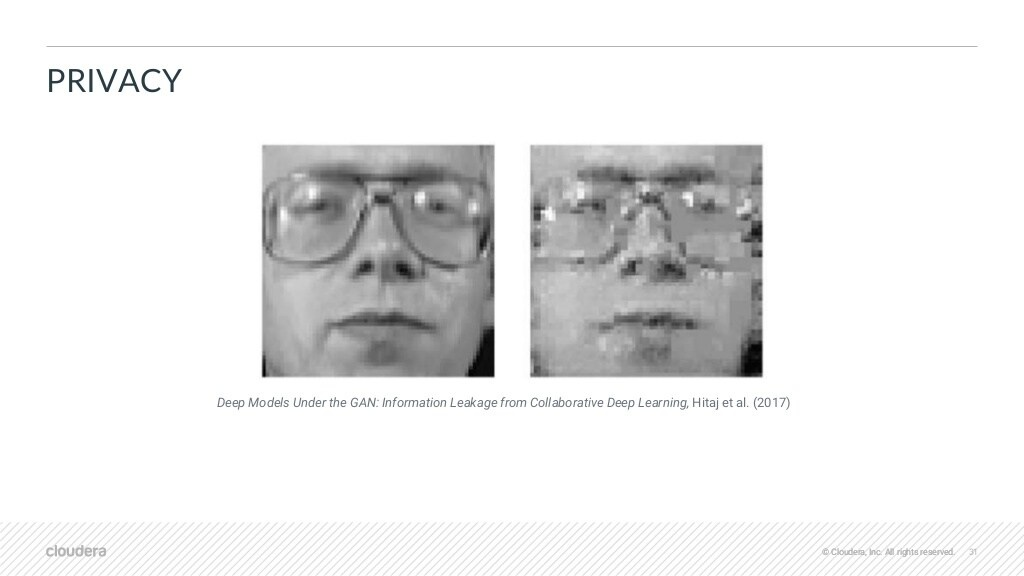 PRIVACY
Deep Models Under the GAN: Information Leakage from Collaborative Deep Learning, Hitaj et al. (2017)
cloudera
© Cloudera, Inc. All rights reserved. 31